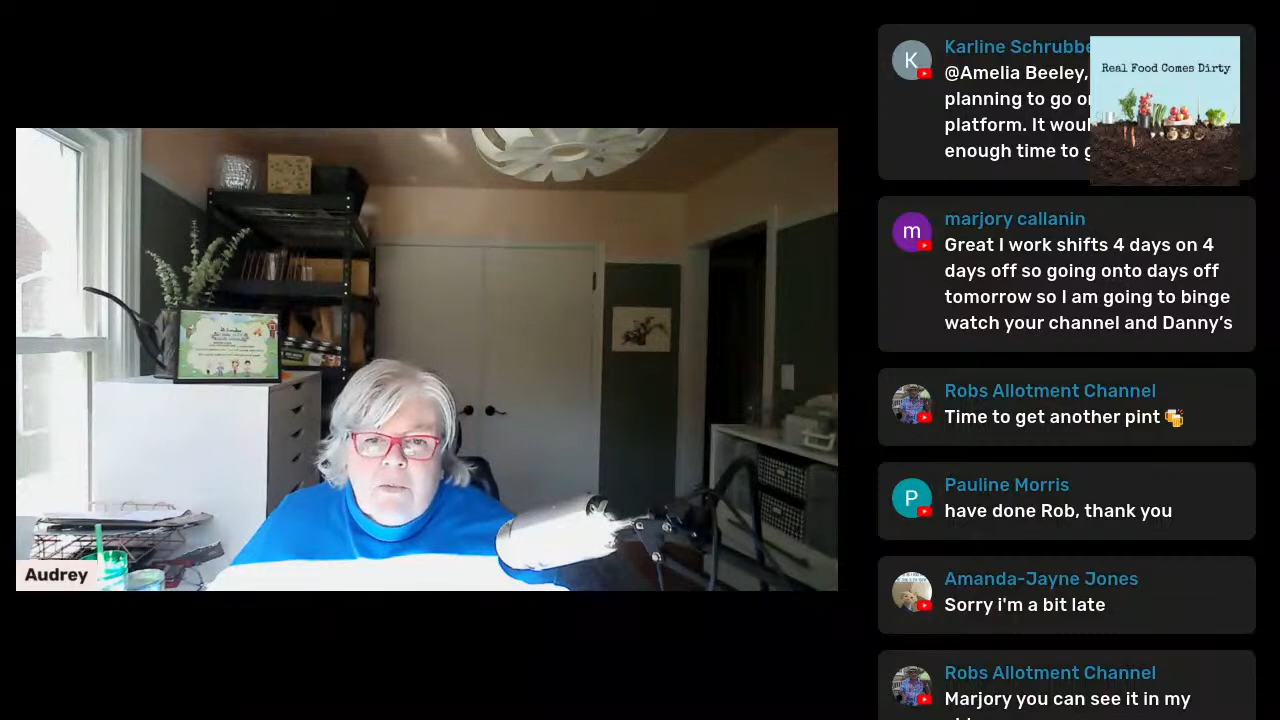 Karline Schrubbe
@Amelia Beeley,
planning to go o
platform. It woul
enough time to g
Real Food Comes Dirty
marjory callanin
Great I work shifts 4 days on 4
days off so going onto days off
tomorrow so I am going to binge
watch your channel and Danny's
Robs Allotment Channel
Time to get another pint 🍻
Pauline Morris
have done Rob, thank you
Amanda-Jayne Jones
Sorry i'm a bit late
Robs Allotment Channel
Marjory you can see it in my
Audrey